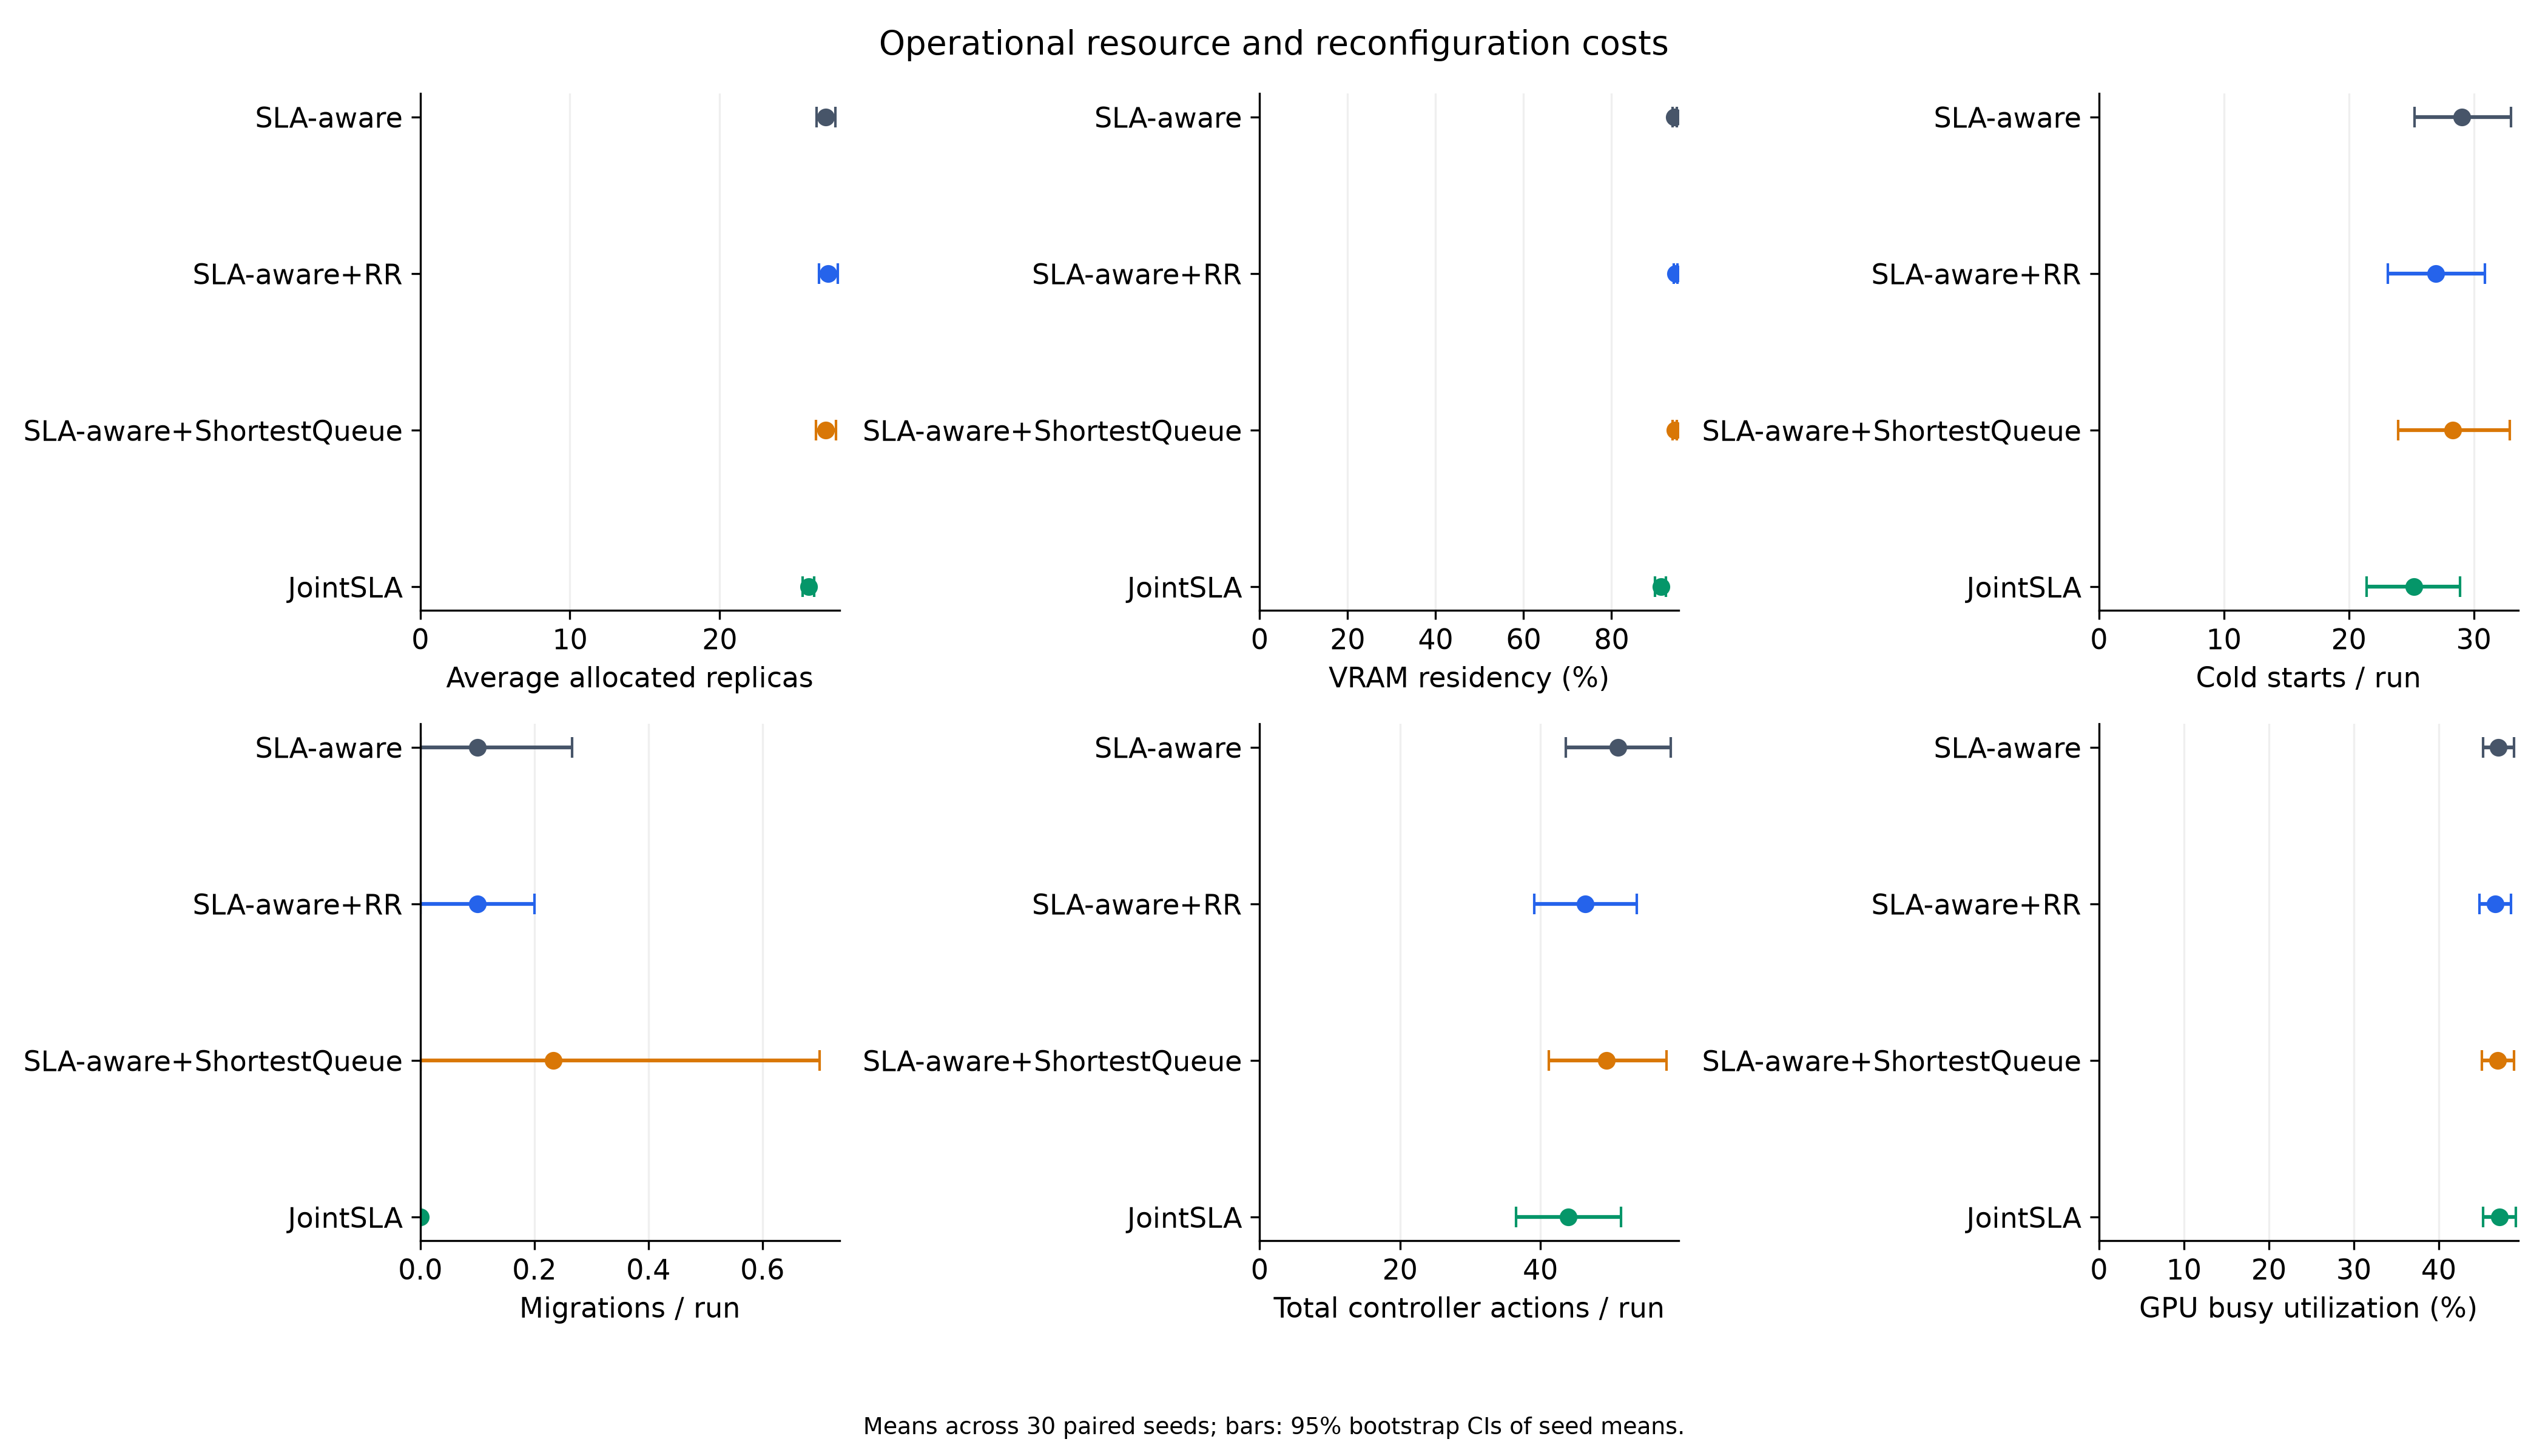 Operational resource and reconfiguration costs
SLA-aware
SLA-aware+RR
SLA-aware+ShortestQueue
JointSLA
0 10 20
Average allocated replicas
SLA-aware
SLA-aware+RR
SLA-aware+ShortestQueue
JointSLA
0 20 40 60 80
VRAM residency (%)
SLA-aware
SLA-aware+RR
SLA-aware+ShortestQueue
JointSLA
0 10 20 30
Cold starts / run
SLA-aware
SLA-aware+RR
SLA-aware+ShortestQueue
JointSLA
0.0 0.2 0.4 0.6
Migrations / run
SLA-aware
SLA-aware+RR
SLA-aware+ShortestQueue
JointSLA
0 20 40
Total controller actions / run
SLA-aware
SLA-aware+RR
SLA-aware+ShortestQueue
JointSLA
0 10 20 30 40
GPU busy utilization (%)
Means across 30 paired seeds; bars: 95% bootstrap CIs of seed means.